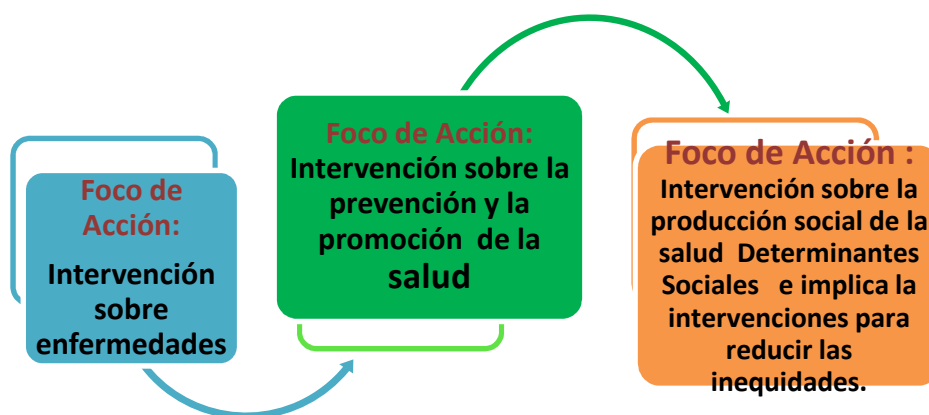 Foco de
Acción:
Intervención
sobre
enfermedades
Foco de Acción:
Intervención sobre la
prevención y la
promoción de la
salud
Foco de Acción :
Intervención sobre la
producción social de la
salud Determinantes
Sociales e implica la
intervenciones para
reducir las
inequidades.